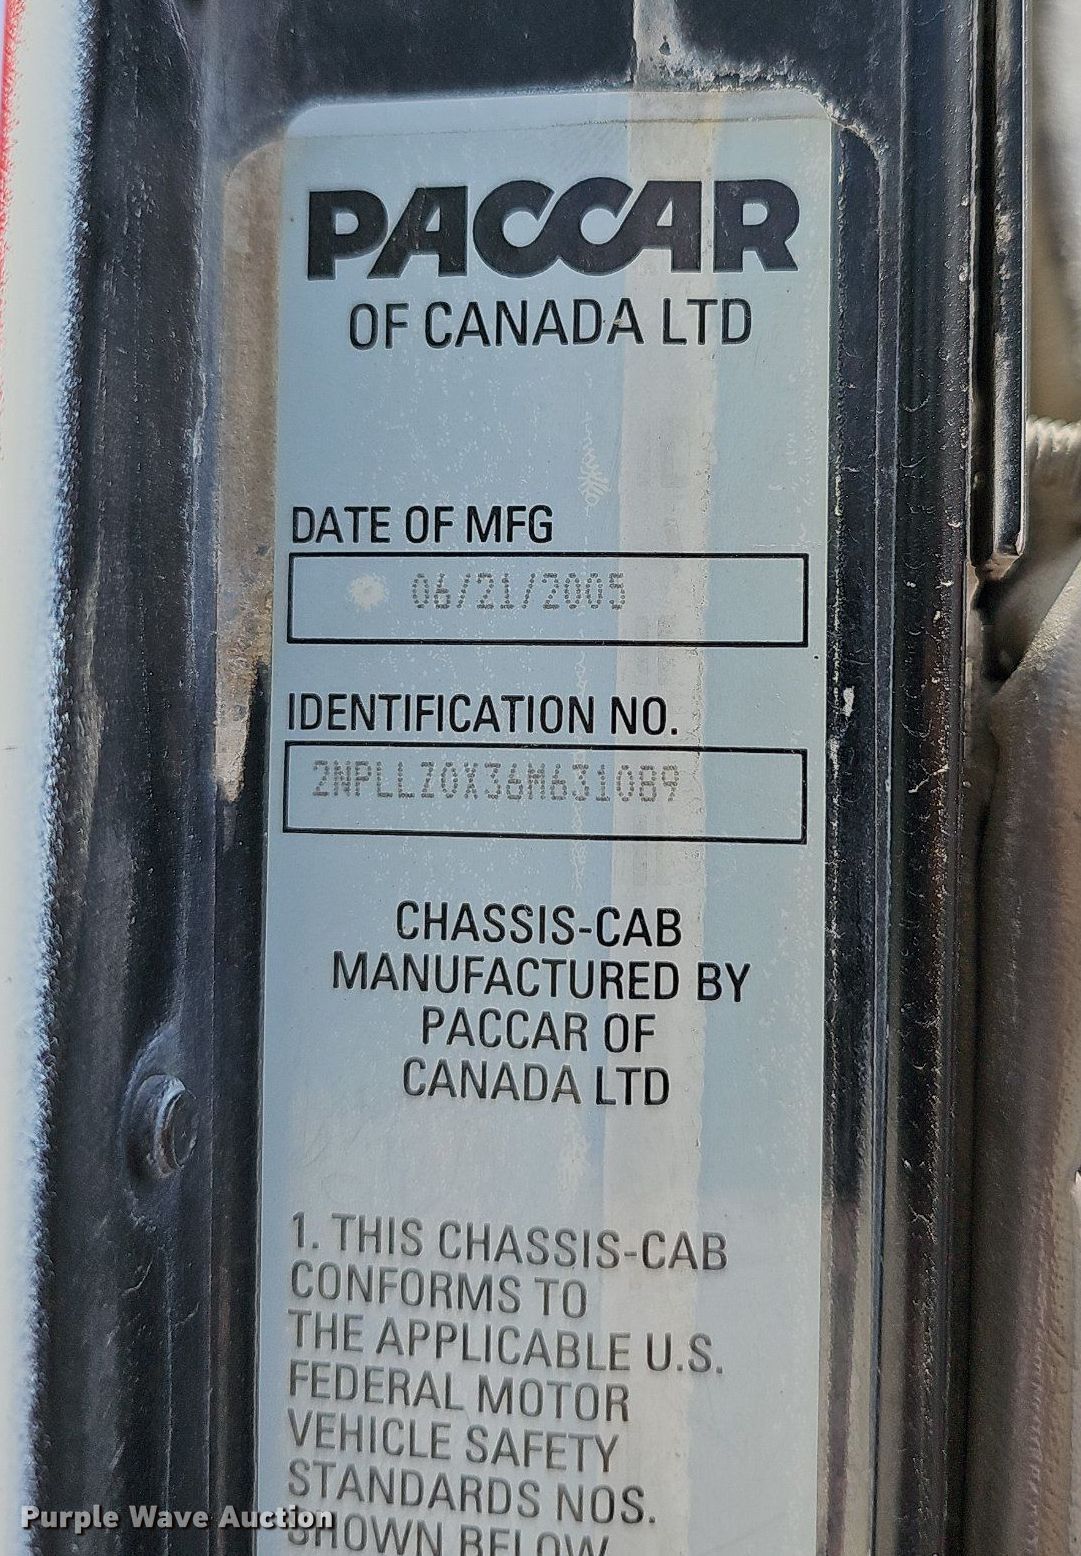 PACCAR
OF CANADA LTD
DATE OF MFG
06/21/2005
IDENTIFICATION NO.
2NPLLZ0X36M631089
CHASSIS-CAB
MANUFACTURED BY
PACCAR OF
CANADA LTD
1. THIS CHASSIS-CAB
CONFORMS TO
THE APPLICABLE U.S.
FEDERAL MOTOR
VEHICLE SAFETY
STANDARDS NOS.
SHOWN BELOW
Purple Wave Auction